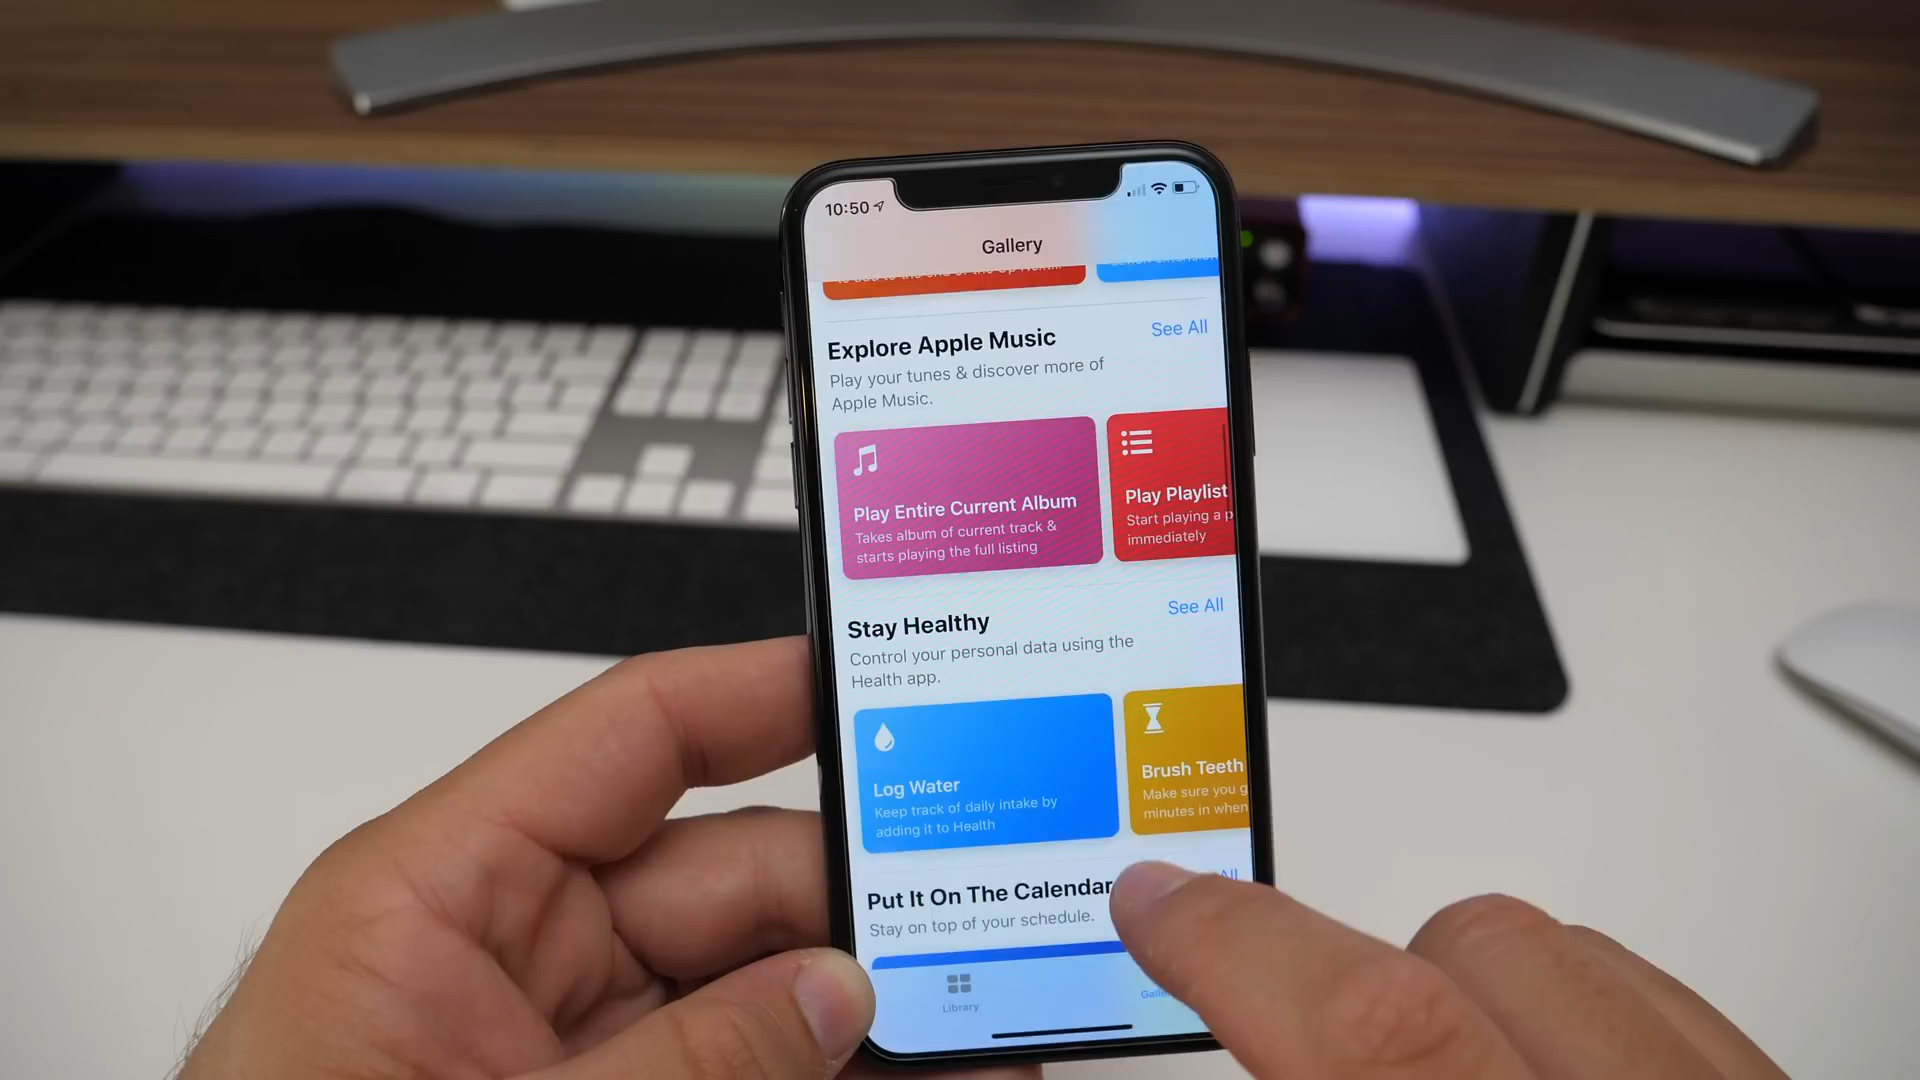 10:50
Gallery
Explore Apple Music
See All
Play your tunes & discover more of
Apple Music.
Play Entire Current Album
Takes album of current track &
starts playing the full listing
Play Playlist
Start playing a p
immediately
Stay Healthy
See All
Control your personal data using the
Health app.
Log Water
Keep track of daily intake by
adding it to Health
Brush Teeth
Make sure you g
minutes in when
Put It On The Calendar
All
Stay on top of your schedule.
Library